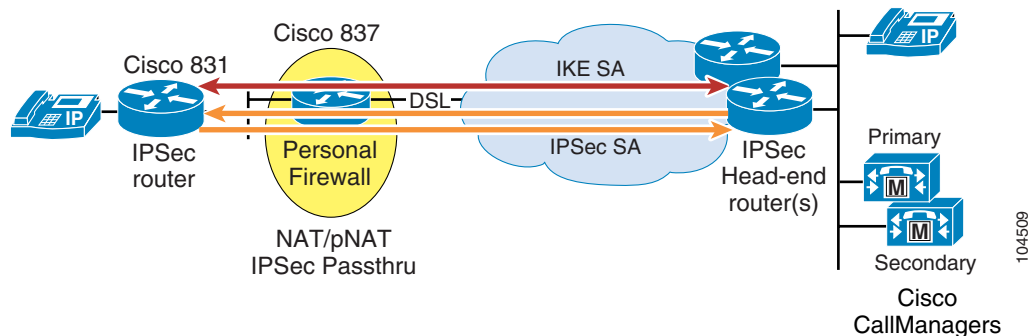 Cisco 837
Cisco 831
IKE SA
IP
IP
DSL
IPSec SA
IPSec
router
Personal
Firewall
NAT/pNAT
IPSec Passthru
IPSec
Head-end
router(s)
Primary
M
M
Secondary
Cisco
CallManagers
104509